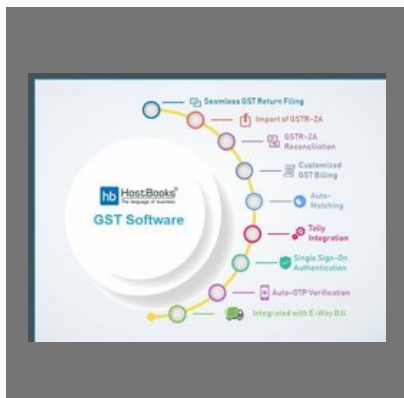 Seamless GST Return Filing
Import of GSTR-2A
GSTR-2A
Reconciliation
Customized
GST Billing
Auto-
Matching
Tally
Integration
Single Sign-On
Authentication
Auto-OTP Verification
Integrated with E-Way Bill
hb HostBooks®
The language of business
GST Software